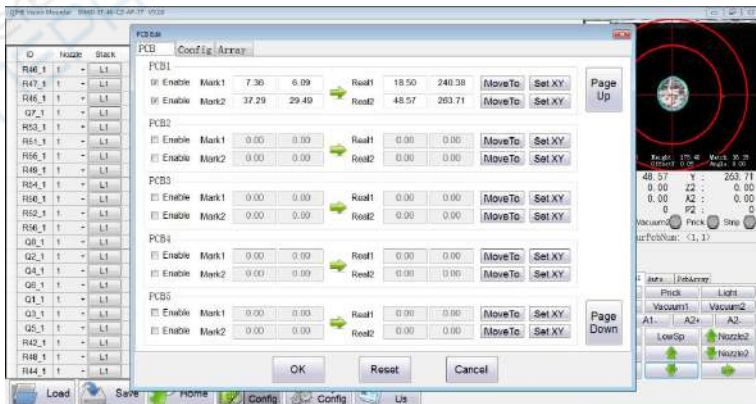 QIHE Vision Mounter
PCB Edit
PCB Config Array
ID Nozzle Stack
PCB1
Enable Mark1 7.36 6.09 Real1 18.50 240.38 MoveTo Set XY
Enable Mark2 37.29 29.49 Real2 48.57 263.71 MoveTo Set XY
Page Up
PCB2
Enable Mark1 0.00 0.00 Real1 0.00 0.00 MoveTo Set XY
Enable Mark2 0.00 0.00 Real2 0.00 0.00 MoveTo Set XY
PCB3
Enable Mark1 0.00 0.00 Real1 0.00 0.00 MoveTo Set XY
Enable Mark2 0.00 0.00 Real2 0.00 0.00 MoveTo Set XY
PCB4
Enable Mark1 0.00 0.00 Real1 0.00 0.00 MoveTo Set XY
Enable Mark2 0.00 0.00 Real2 0.00 0.00 MoveTo Set XY
PCB5
Enable Mark1 0.00 0.00 Real1 0.00 0.00 MoveTo Set XY
Enable Mark2 0.00 0.00 Real2 0.00 0.00 MoveTo Set XY
Page Down
OK Reset Cancel
R46_1 1 L1
R47_1 1 L1
R45_1 1 L1
Q7_1 1 L1
R53_1 1 L1
R51_1 1 L1
R55_1 1 L1
R49_1 1 L1
R54_1 1 L1
R50_1 1 L1
R52_1 1 L1
R56_1 1 L1
Q8_1 1 L1
Q2_1 1 L1
Q4_1 1 L1
Q6_1 1 L1
Q1_1 1 L1
Q3_1 1 L1
Q5_1 1 L1
R42_1 1 L1
R48_1 1 L1
R44_1 1 L1
48.57 Y : 263.71
0.00 Z2 : 0.00
0.00 A2 : 0.00
0 P2 : 0
Vacuum2 Prick Strip
<1,1>
Auto PcbArray
Prick Light
Vacuum1 Vacuum2
A1- A2+ A2-
LowSp Nozzle2
Nozzle2
Load Save Home Config Config Us